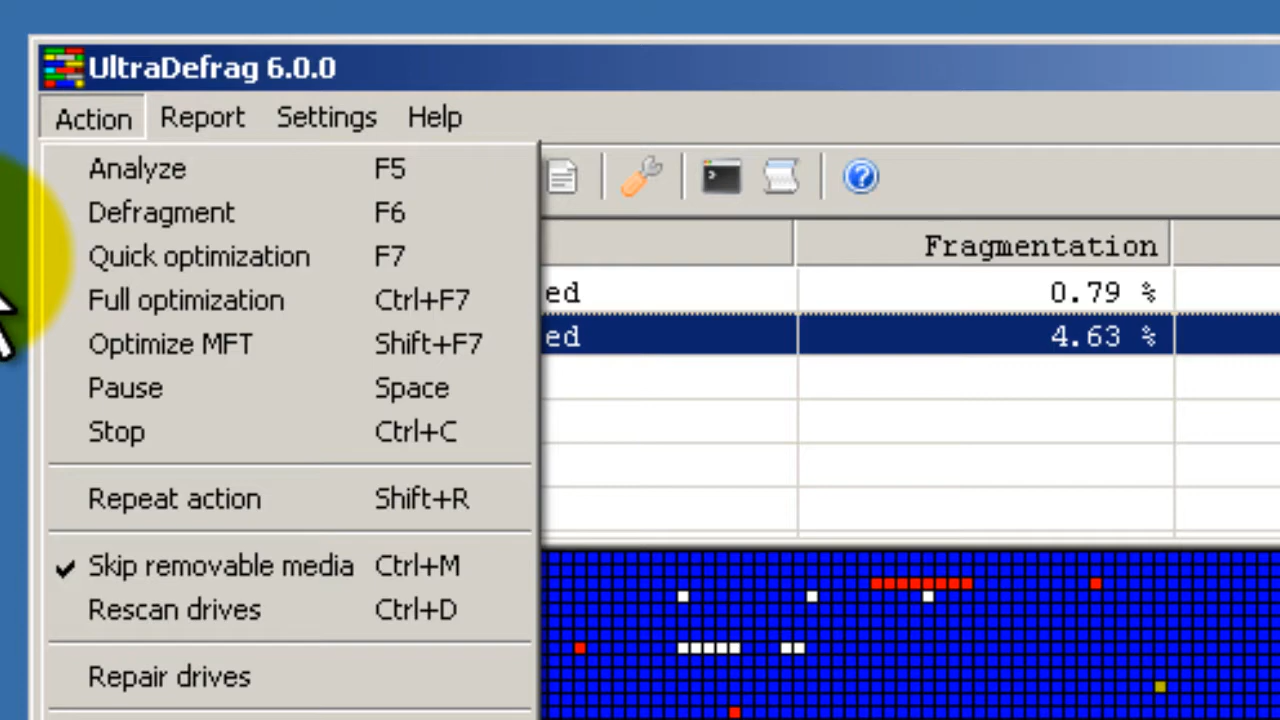 UltraDefrag 6.0.0
Action Report Settings Help
Analyze F5
Defragment F6
Quick optimization F7
Full optimization Ctrl+F7
Optimize MFT Shift+F7
Pause Space
Stop Ctrl+C
Repeat action Shift+R
Skip removable media Ctrl+M
Rescan drives Ctrl+D
Repair drives
Fragmentation
ed 0.79 %
ed 4.63 %